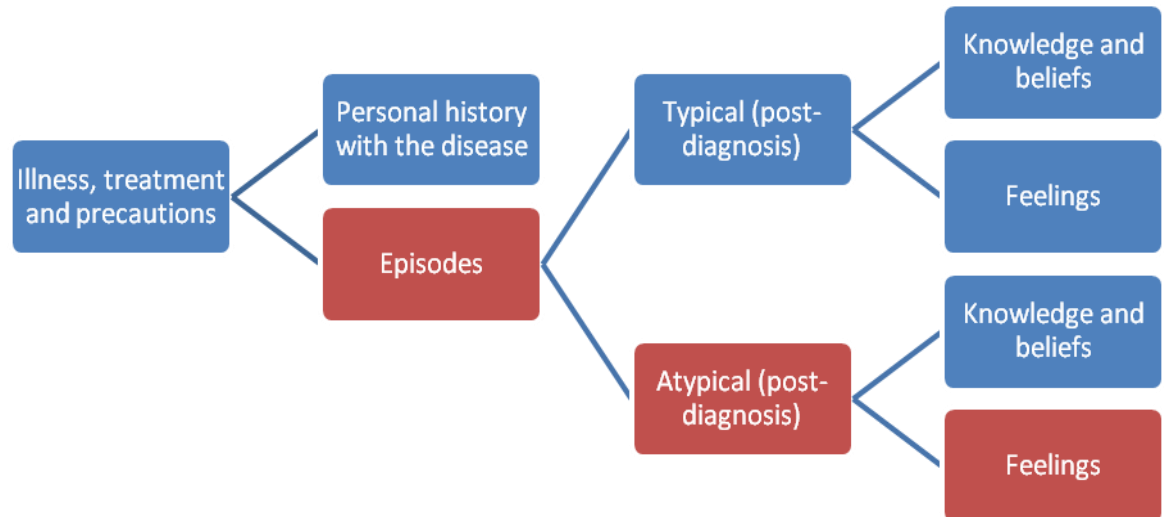 Illness, treatment
and precautions
Personal history
with the disease
Episodes
Typical (post-
diagnosis)
Atypical (post-
diagnosis)
Knowledge and
beliefs
Feelings
Knowledge and
beliefs
Feelings